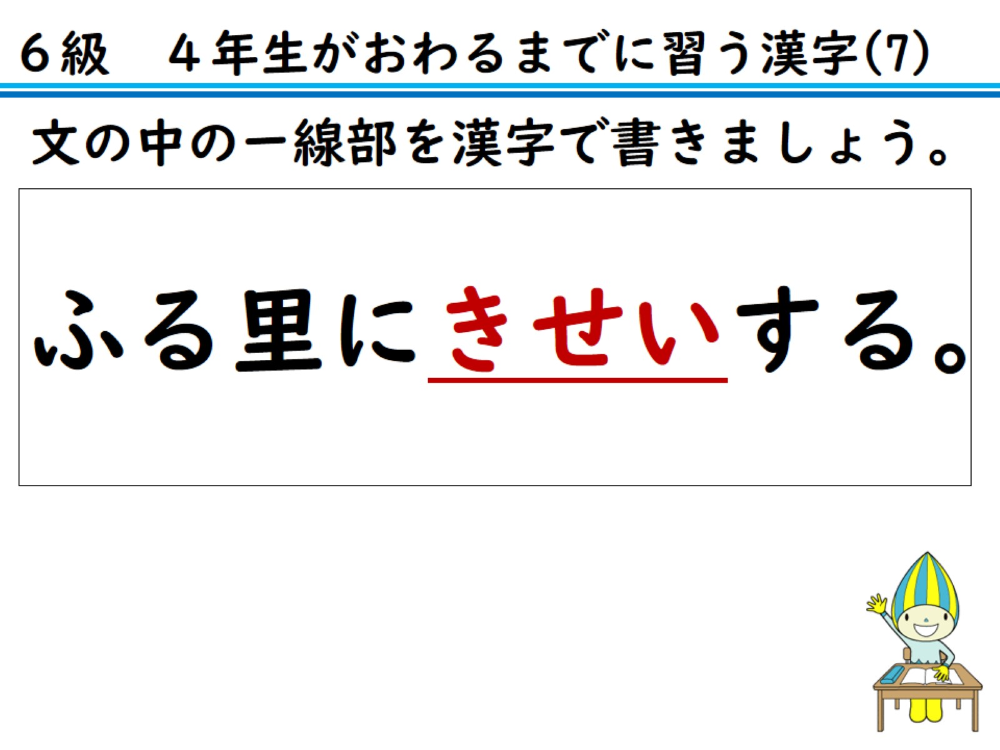 ６級　４年生がおわるまでに習う漢字(7)
文の中の一線部を漢字で書きましょう。
ふる里にきせいする。